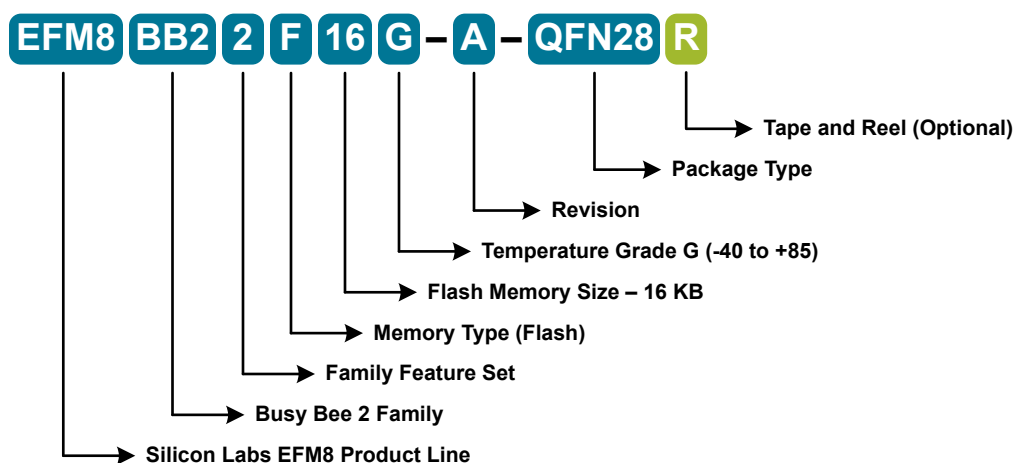 EFM8 BB2 2 F 16 G – A – QFN28 R
Tape and Reel (Optional)
Package Type
Revision
Temperature Grade G (-40 to +85)
Flash Memory Size – 16 KB
Memory Type (Flash)
Family Feature Set
Busy Bee 2 Family
Silicon Labs EFM8 Product Line